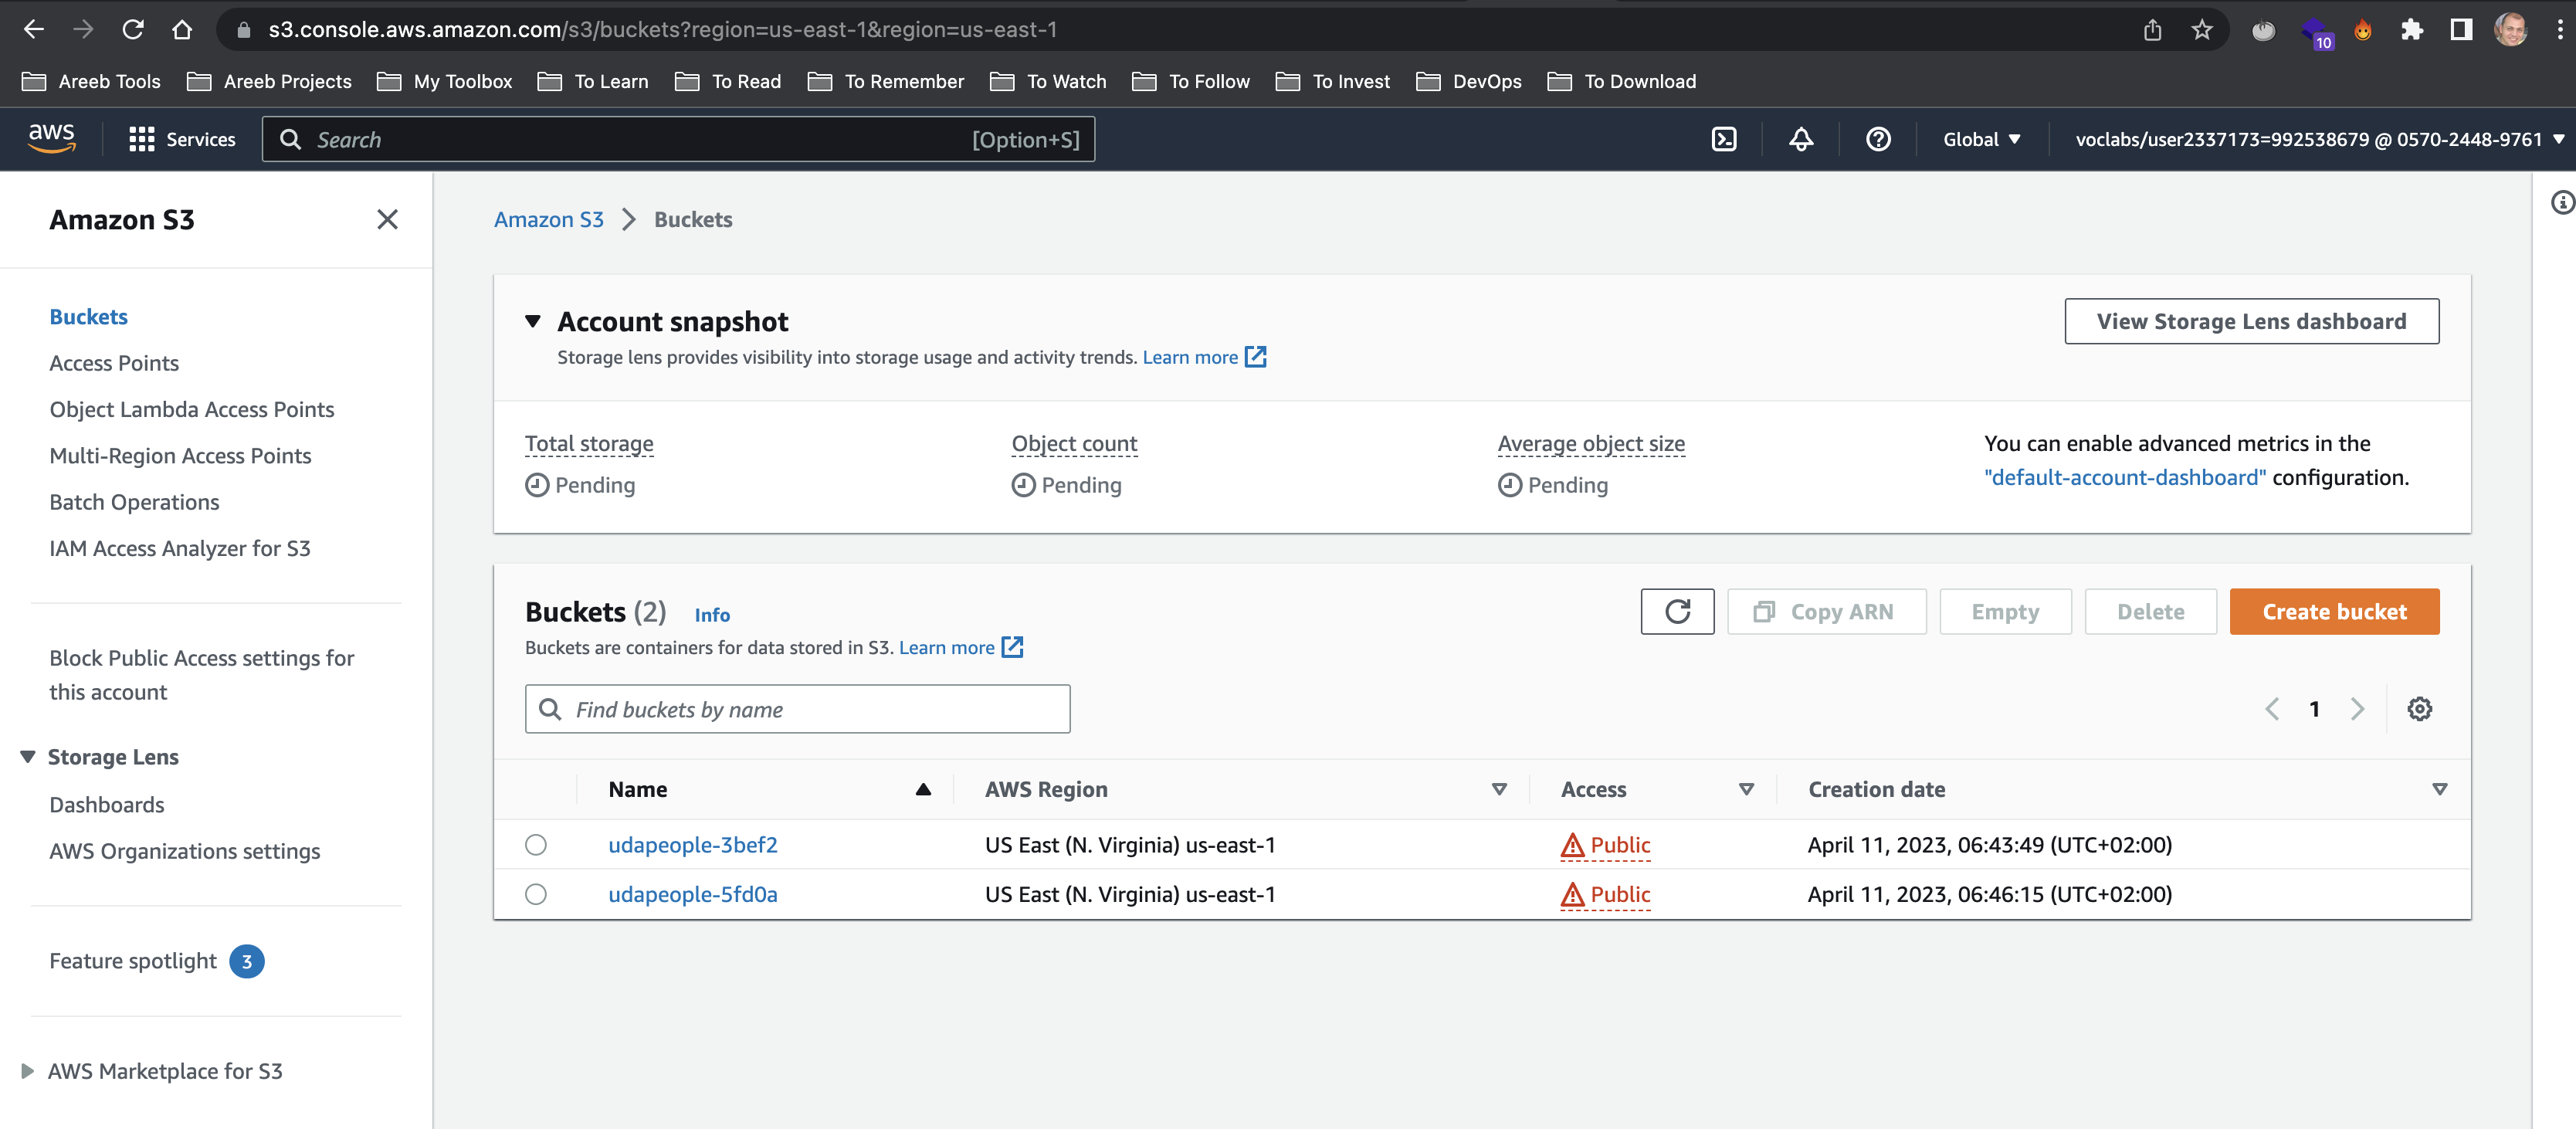 s3.console.aws.amazon.com/s3/buckets?region=us-east-1&region=us-east-1
10
Areeb Tools
Areeb Projects
My Toolbox
To Learn
To Read
To Remember
To Watch
To Follow
To Invest
DevOps
To Download
aws
Services
Search
[Option+S]
Global
voclabs/user2337173=992538679 @ 0570-2448-9761
Amazon S3
Buckets
Access Points
Object Lambda Access Points
Multi-Region Access Points
Batch Operations
IAM Access Analyzer for S3
Block Public Access settings for
this account
Storage Lens
Dashboards
AWS Organizations settings
Feature spotlight 3
AWS Marketplace for S3
Amazon S3 > Buckets
Account snapshot
View Storage Lens dashboard
Storage lens provides visibility into storage usage and activity trends. Learn more
Total storage
Pending
Object count
Pending
Average object size
Pending
You can enable advanced metrics in the
"default-account-dashboard" configuration.
Buckets (2) Info
Copy ARN
Empty
Delete
Create bucket
Buckets are containers for data stored in S3. Learn more
Find buckets by name
1
Name AWS Region Access Creation date
udapeople-3bef2 US East (N. Virginia) us-east-1 Public April 11, 2023, 06:43:49 (UTC+02:00)
udapeople-5fd0a US East (N. Virginia) us-east-1 Public April 11, 2023, 06:46:15 (UTC+02:00)